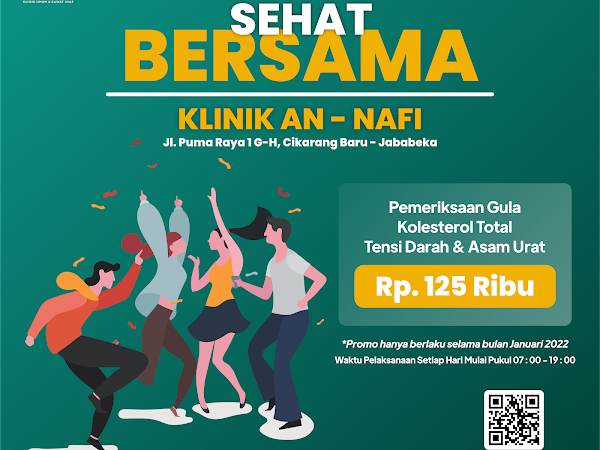 SEHAT
BERSAMA
KLINIK AN - NAFI
Jl. Puma Raya 1 G-H, Cikarang Baru - Jababeka
Pemeriksaan Gula
Kolesterol Total
Tensi Darah & Asam Urat
Rp. 125 Ribu
*Promo hanya berlaku selama bulan Januari 2022
Waktu Pelaksanaan Setiap Hari Mulai Pukul 07 : 00 - 19 : 00